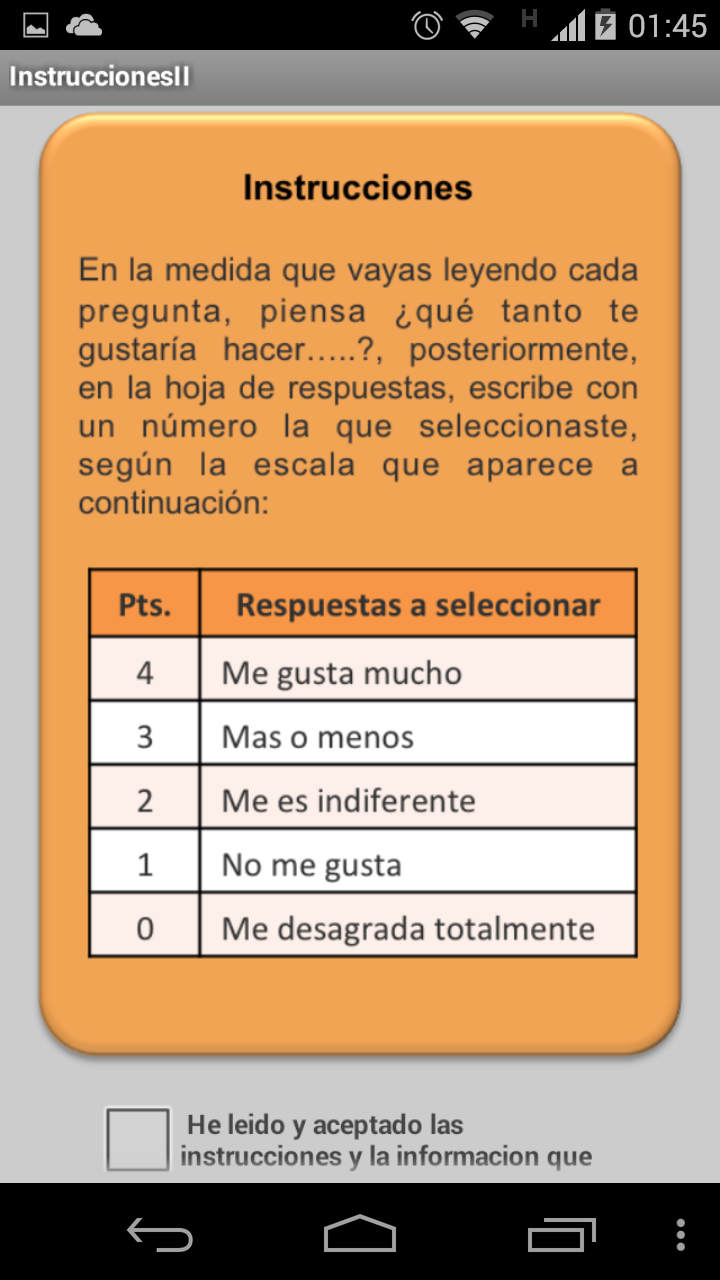 H
01:45
InstruccionesII
Instrucciones
En la medida que vayas leyendo cada
pregunta, piensa ¿qué tanto te
gustaría hacer…..?, posteriormente,
en la hoja de respuestas, escribe con
un número la que seleccionaste,
según la escala que aparece a
continuación:
Pts. Respuestas a seleccionar
4 Me gusta mucho
3 Mas o menos
2 Me es indiferente
1 No me gusta
0 Me desagrada totalmente
He leido y aceptado las
instrucciones y la informacion que